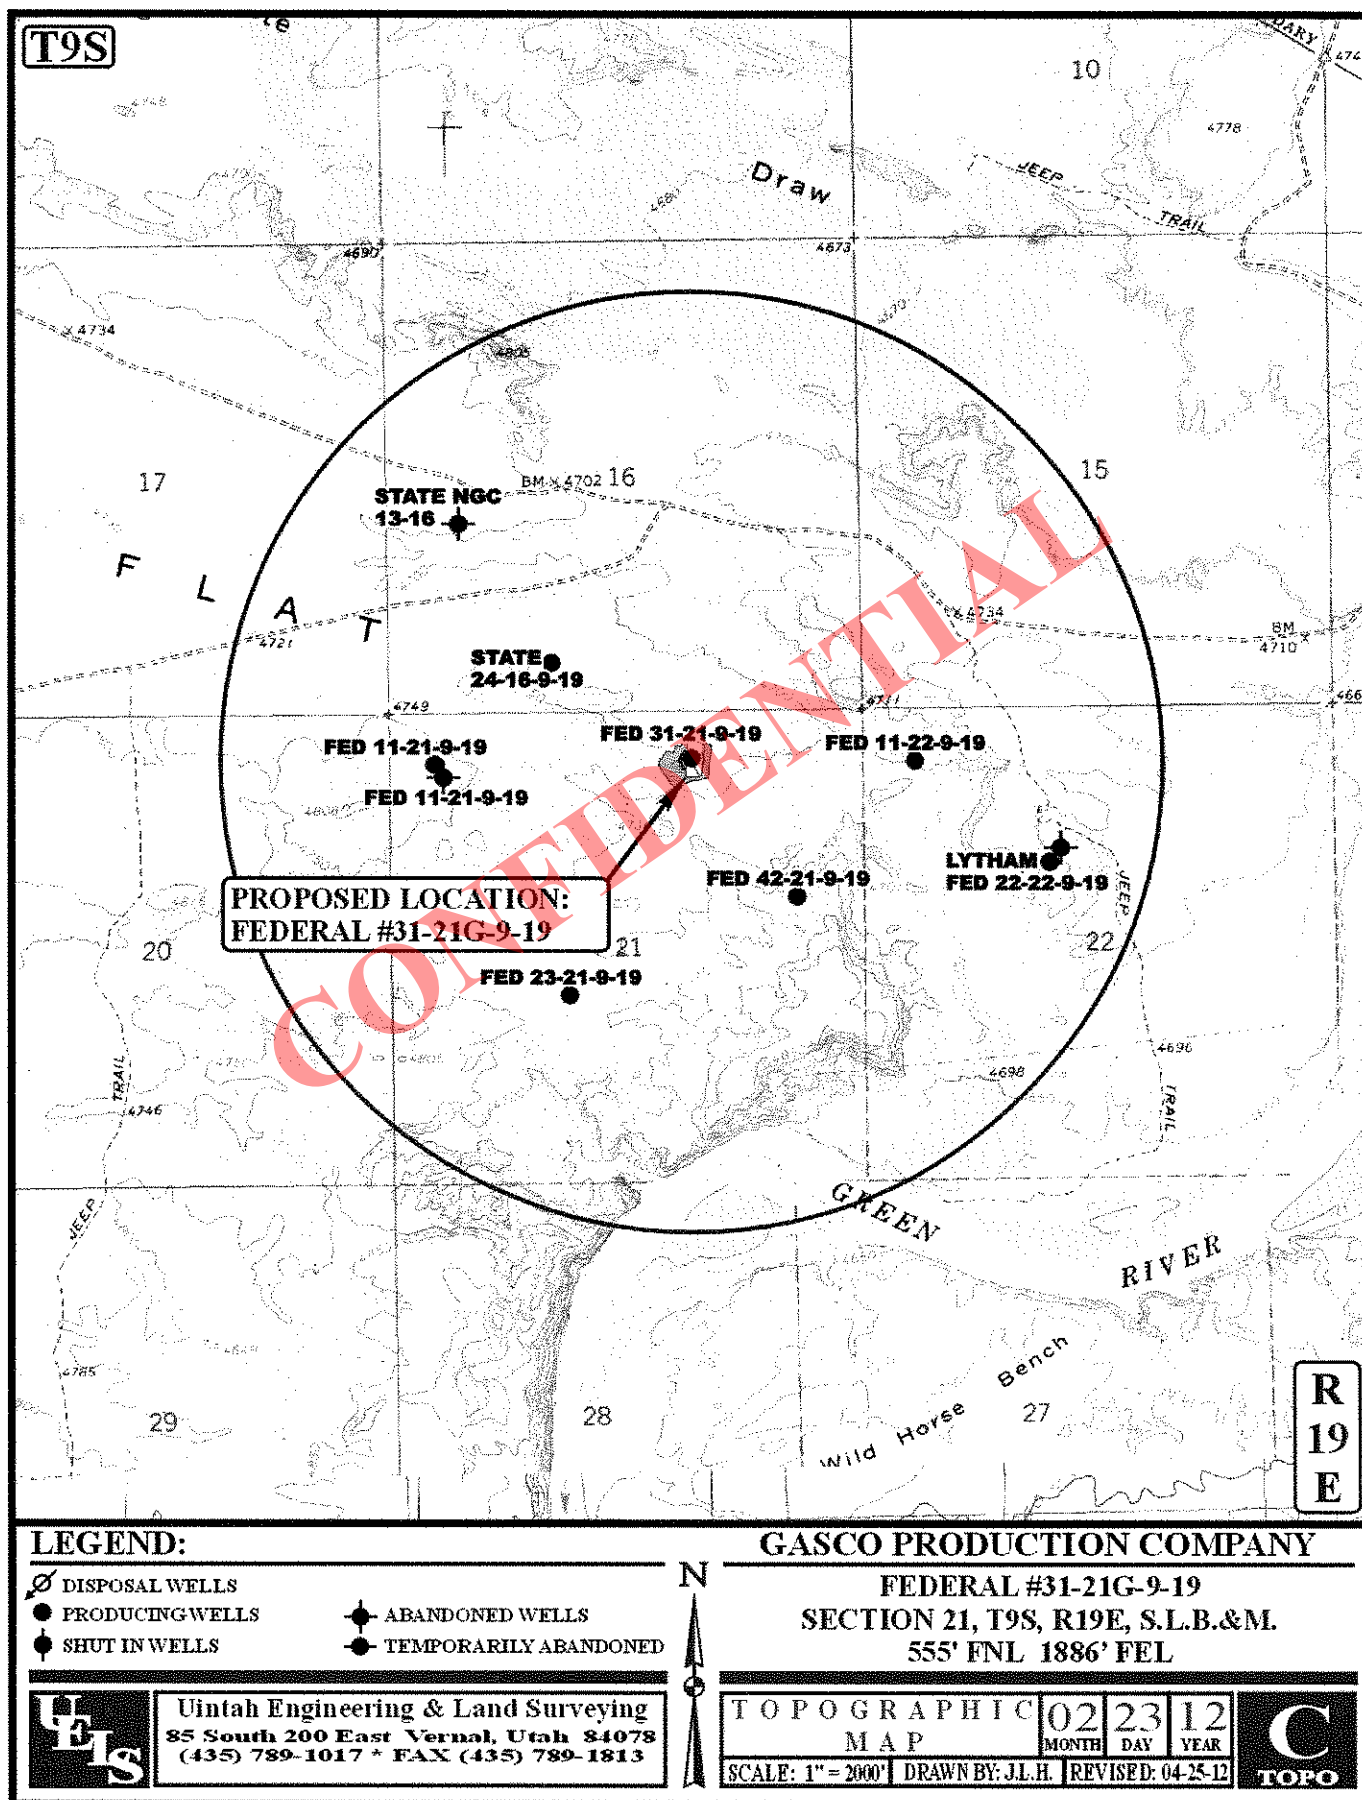 T9S
10
DARY
4778
JEEP
TRAIL
Draw
4690
4673
4734
4805
17
BM × 4702
16
15
STATE NGC
13-16
F L A T
4721
4734
BM
4710
STATE
24-16-9-19
4749
4711
FED 31-21-9-19
FED 11-21-9-19
FED 11-22-9-19
FED 11-21-9-19
LYTHAM
FED 22-22-9-19
FED 42-21-9-19
PROPOSED LOCATION:
FEDERAL #31-21G-9-19
JEEP
20
21
22
FED 23-21-9-19
CONFIDENTIAL
4696
4698
TRAIL
TRAIL
4746
JEEP
GREEN
RIVER
4785
Wild Horse Bench
29
28
27
R
19
E
LEGEND:
DISPOSAL WELLS
PRODUCING WELLS
ABANDONED WELLS
SHUT IN WELLS
TEMPORARILY ABANDONED
N
GASCO PRODUCTION COMPANY
FEDERAL #31-21G-9-19
SECTION 21, T9S, R19E, S.L.B.&M.
555' FNL 1886' FEL
UELS
Uintah Engineering & Land Surveying
85 South 200 East Vernal, Utah 84078
(435) 789-1017 * FAX (435) 789-1813
TOPOGRAPHIC
MAP
02 23 12
MONTH DAY YEAR
SCALE: 1" = 2000' DRAWN BY: J.L.H. REVISED: 04-25-12
C
TOPO